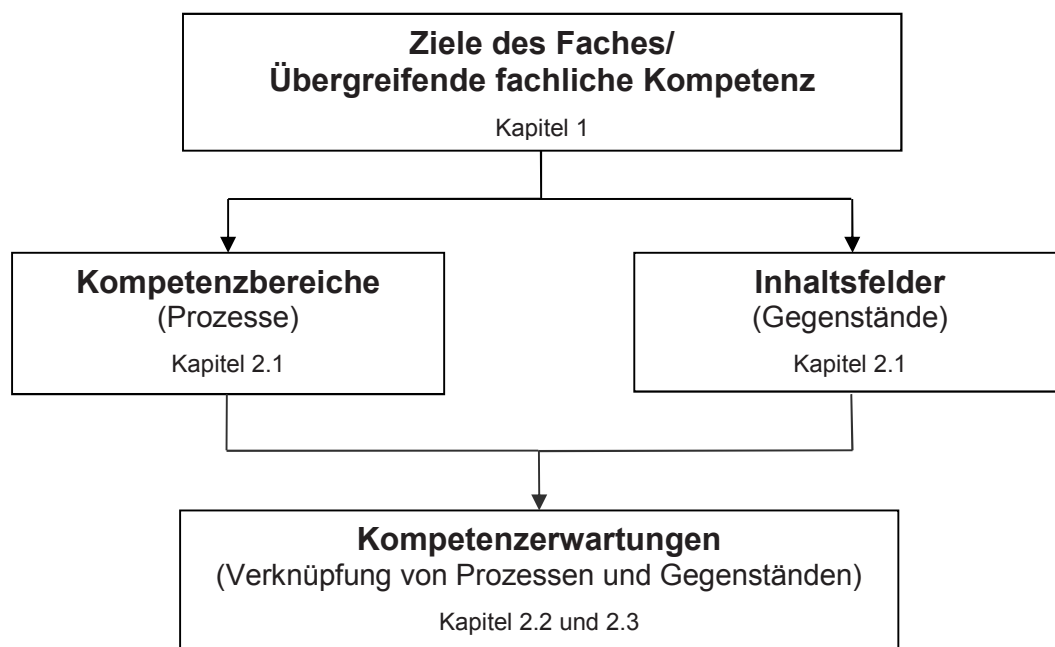 Ziele des Faches/
Übergreifende fachliche Kompetenz
Kapitel 1
Kompetenzbereiche
(Prozesse)
Kapitel 2.1
Inhaltsfelder
(Gegenstände)
Kapitel 2.1
Kompetenzerwartungen
(Verknüpfung von Prozessen und Gegenständen)
Kapitel 2.2 und 2.3